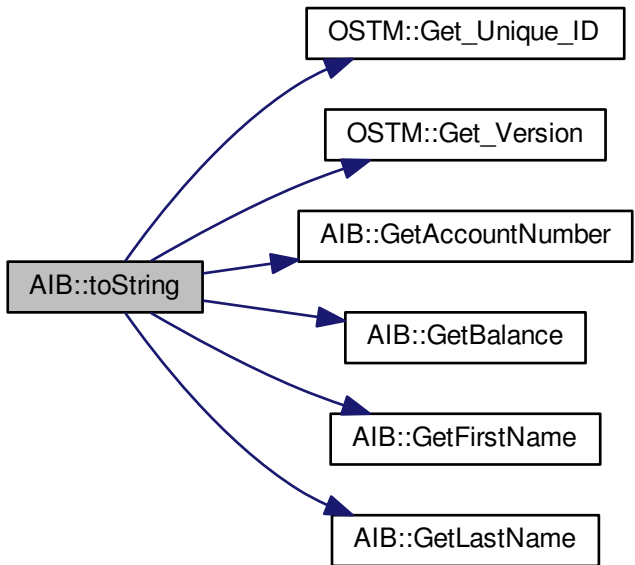 OSTM::Get_Unique_ID
OSTM::Get_Version
AIB::GetAccountNumber
AIB::toString
AIB::GetBalance
AIB::GetFirstName
AIB::GetLastName